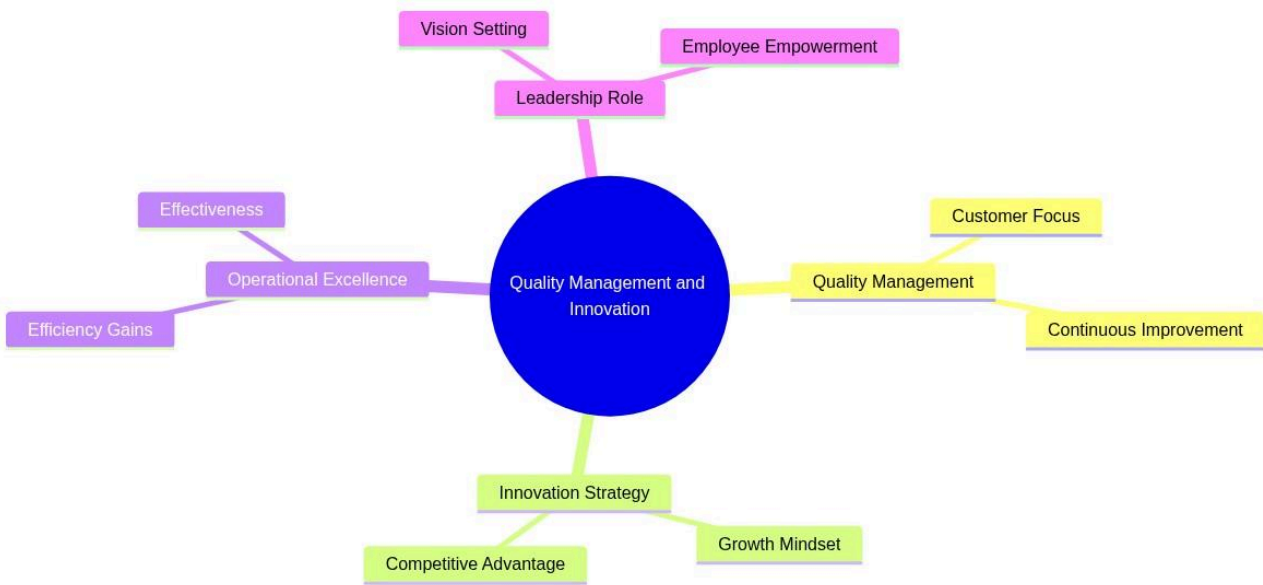 Vision Setting
Employee Empowerment
Leadership Role
Effectiveness
Customer Focus
Operational Excellence
Quality Management and
Innovation
Quality Management
Efficiency Gains
Continuous Improvement
Innovation Strategy
Growth Mindset
Competitive Advantage